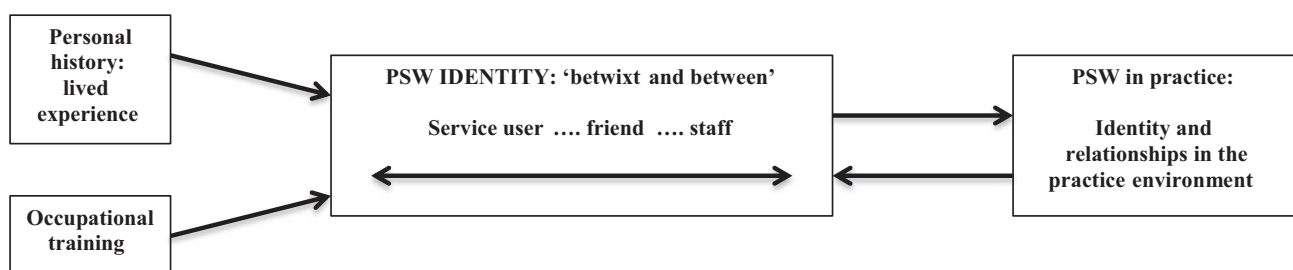 Personal
history:
lived
experience
Occupational
training
PSW IDENTITY: ‘betwixt and between’
Service user …. friend …. staff
PSW in practice:
Identity and
relationships in the
practice environment